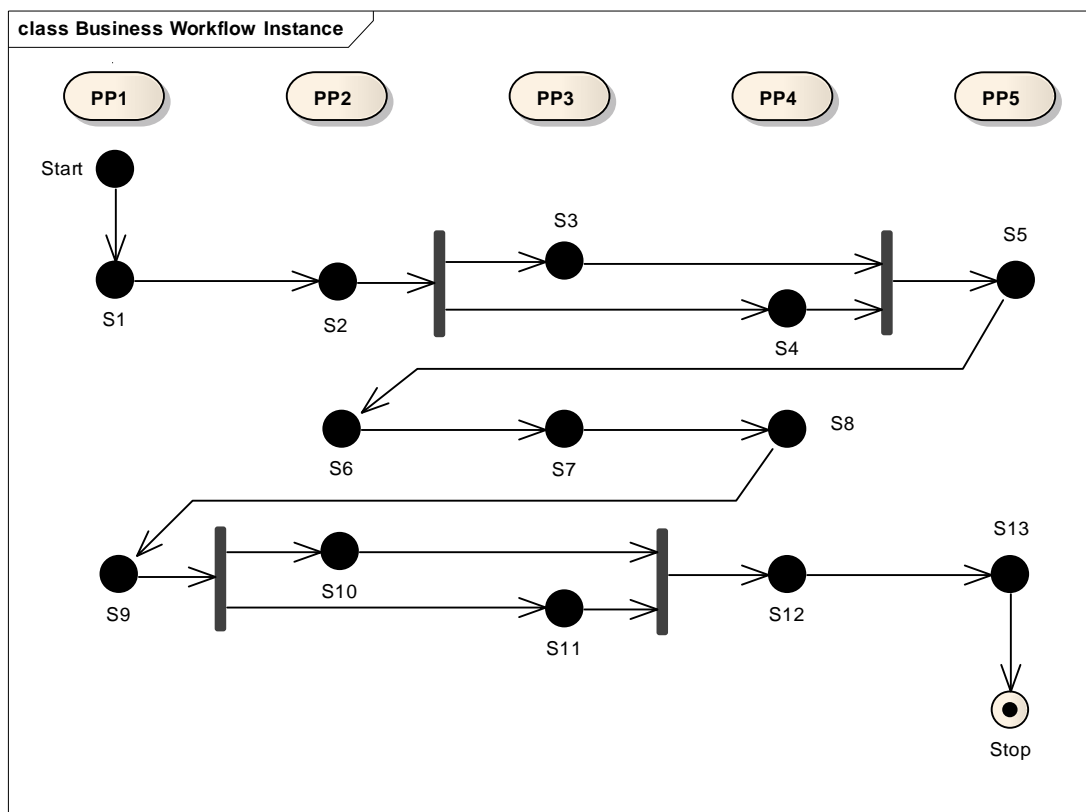 class Business Workflow Instance
PP1 PP2 PP3 PP4 PP5
Start
S3
S5
S1 S2 S4
S8
S6 S7
S13
S10
S9 S11 S12
Stop